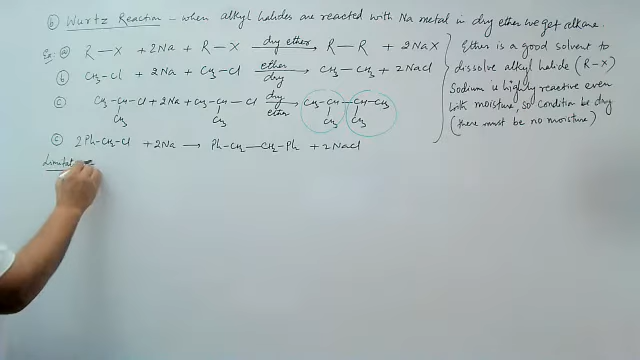 ⑥ Wurtz Reaction - when alkyl halides are reacted with Na metal in dry ether we get alkane.
Ex. ⓐ R-X + 2Na + R-X dry ether → R-R + 2NaX
ⓑ CH3-Cl + 2Na + CH3-Cl ether dry → CH3-CH3 + 2NaCl
ⓒ CH3-CH-Cl + 2Na + CH3-CH-Cl dry ether → CH3-CH-CH-CH3
CH3 CH3 CH3 CH3
ⓒ 2Ph-CH2-Cl + 2Na → Ph-CH2-CH2-Ph + 2NaCl
Ether is a good solvent to
dissolve alkyl halide (R-X)
Sodium is highly reactive even
with moisture, so condition be dry
(there must be no moisture)